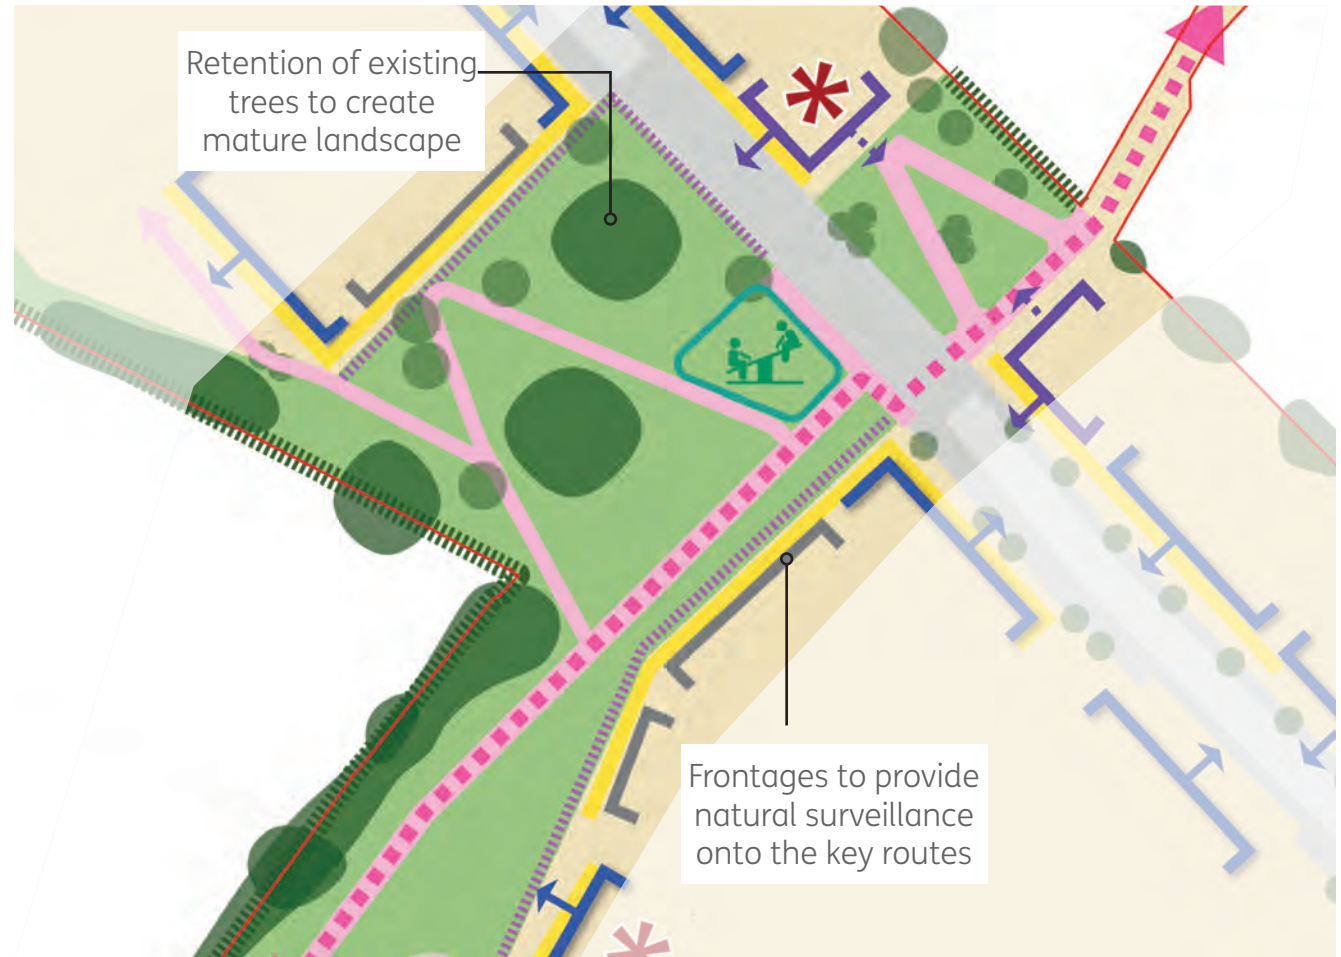 Retention of existing
trees to create
mature landscape
Frontages to provide
natural surveillance
onto the key routes